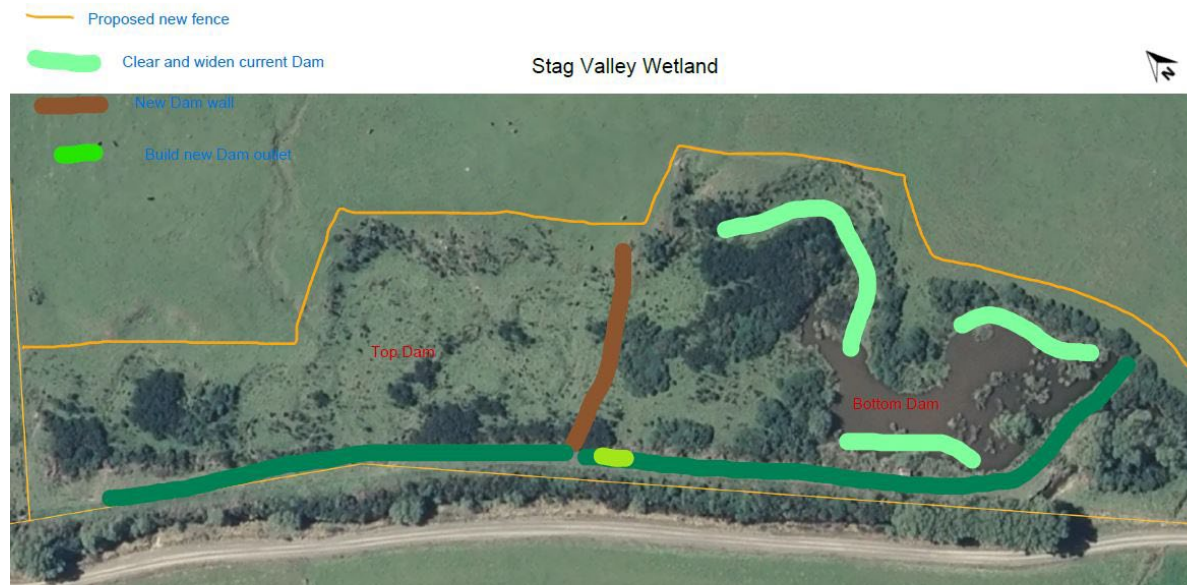 Proposed new fence
Clear and widen current Dam
Stag Valley Wetland
N
New Dam wall
Build new Dam outlet
Top Dam
Bottom Dam